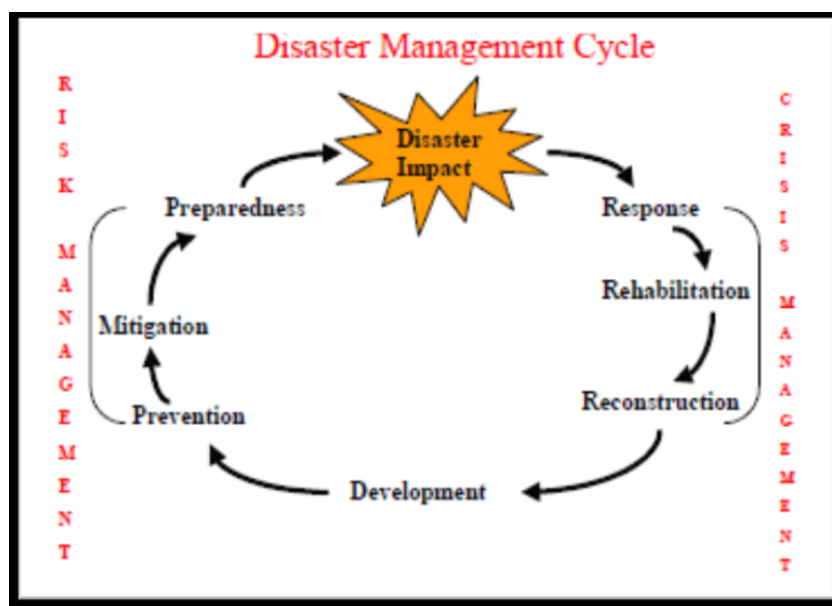 Disaster Management Cycle
RISK MANAGEMENT
CRISIS MANAGEMENT
Disaster
Impact
Preparedness
Response
Rehabilitation
Mitigation
Reconstruction
Prevention
Development